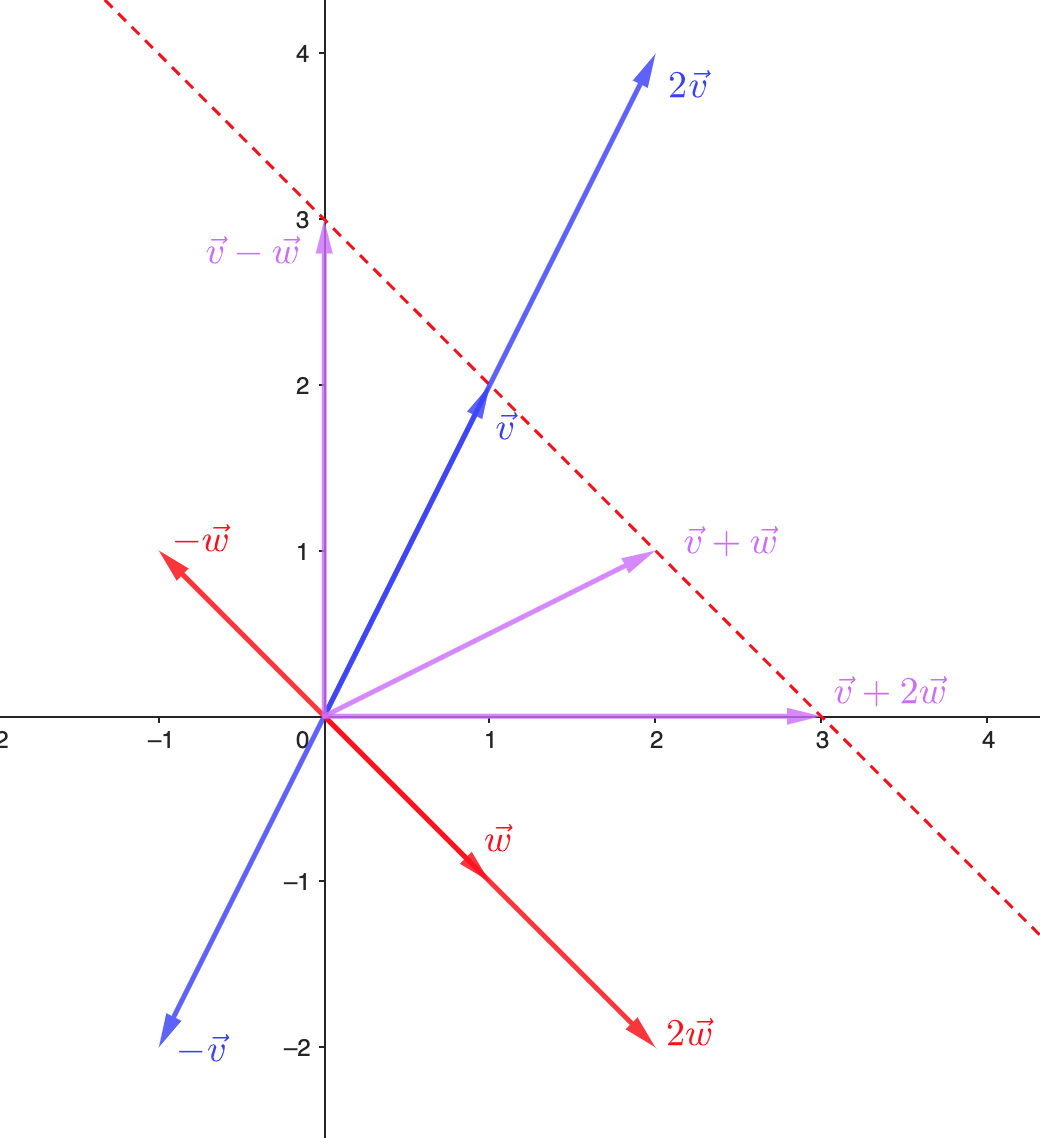 4
2v⃗
3
v⃗ − w⃗
2
v⃗
−w⃗
1
v⃗ + w⃗
v⃗ + 2w⃗
2 −1 0 1 2 3 4
w⃗
−1
2w⃗
−v⃗
−2